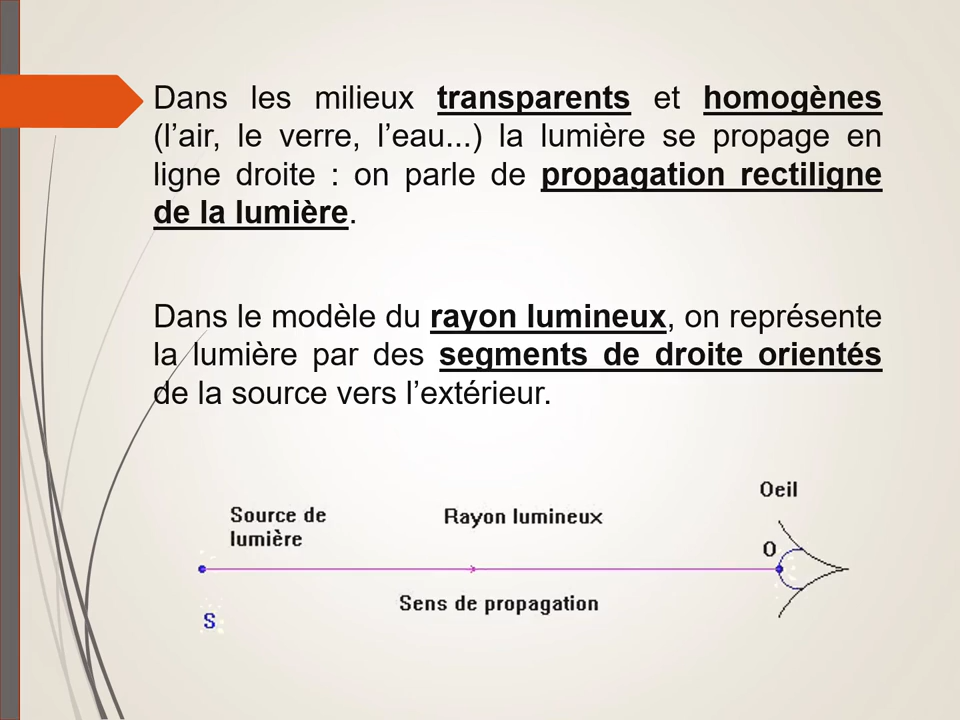 Dans les milieux transparents et homogènes
(l’air, le verre, l’eau...) la lumière se propage en
ligne droite : on parle de propagation rectiligne
de la lumière.
Dans le modèle du rayon lumineux, on représente
la lumière par des segments de droite orientés
de la source vers l’extérieur.
Oeil
Source de
lumière
Rayon lumineux
O
Sens de propagation
S